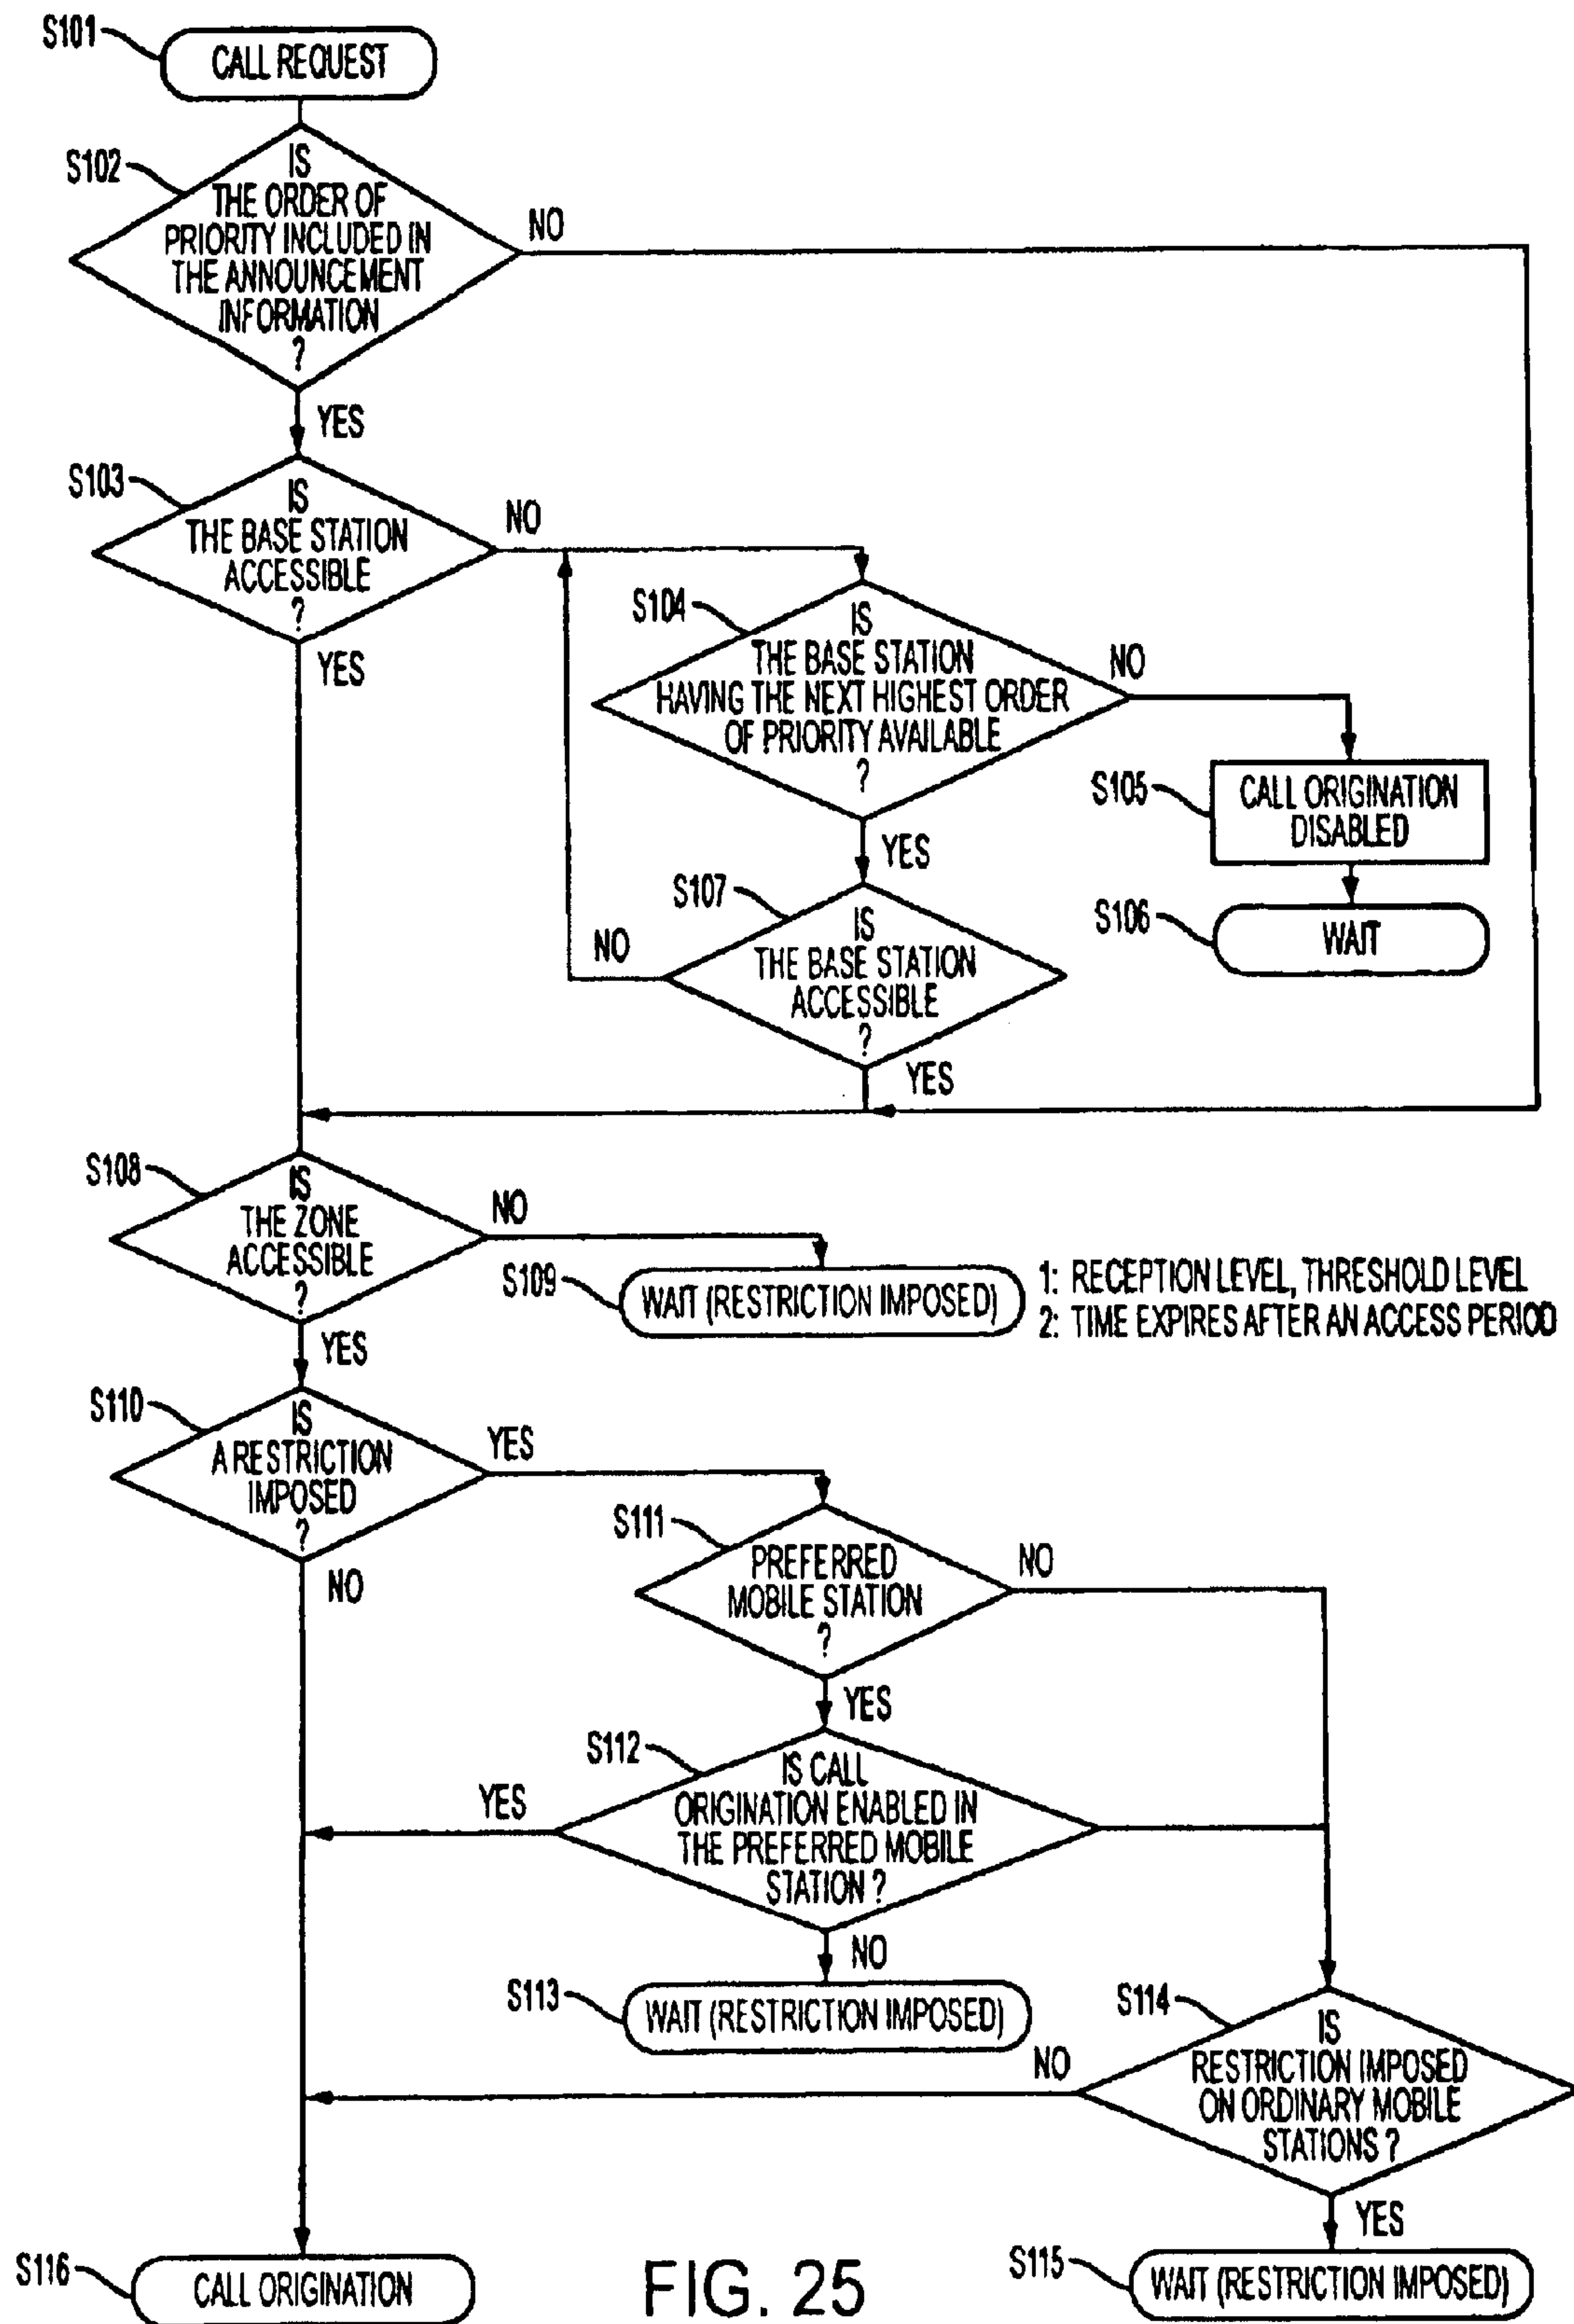 S101
CALL REQUEST
S102
IS
THE ORDER OF
PRIORITY INCLUDED IN
THE ANNOUNCEMENT
INFORMATION
?
NO
YES
S103
IS
THE BASE STATION
ACCESSIBLE
?
NO
YES
S104
IS
THE BASE STATION
HAVING THE NEXT HIGHEST ORDER
OF PRIORITY AVAILABLE
?
NO
YES
S105
CALL ORIGINATION
DISABLED
S106
WAIT
S107
IS
THE BASE STATION
ACCESSIBLE
?
NO
YES
S108
IS
THE ZONE
ACCESSIBLE
?
NO
YES
S109
WAIT (RESTRICTION IMPOSED)
1: RECEPTION LEVEL, THRESHOLD LEVEL
2: TIME EXPIRES AFTER AN ACCESS PERIOD
S110
IS
A RESTRICTION
IMPOSED
?
YES
NO
S111
PREFERRED
MOBILE STATION
?
NO
YES
S112
IS CALL
ORIGINATION ENABLED IN
THE PREFERRED MOBILE
STATION ?
YES
NO
S113
WAIT (RESTRICTION IMPOSED)
S114
IS
RESTRICTION IMPOSED
ON ORDINARY MOBILE
STATIONS ?
NO
YES
S115
WAIT (RESTRICTION IMPOSED)
S116
CALL ORIGINATION
FIG. 25